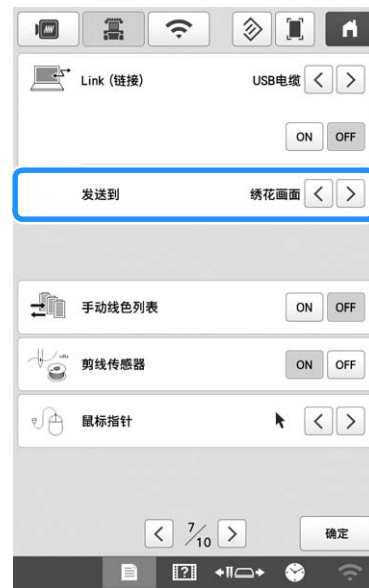 Link (链接) USB电缆 < >
ON OFF
发送到 绣花画面 < >
手动线色列表 ON OFF
剪线传感器 ON OFF
鼠标指针 < >
< 7/10 > 确定